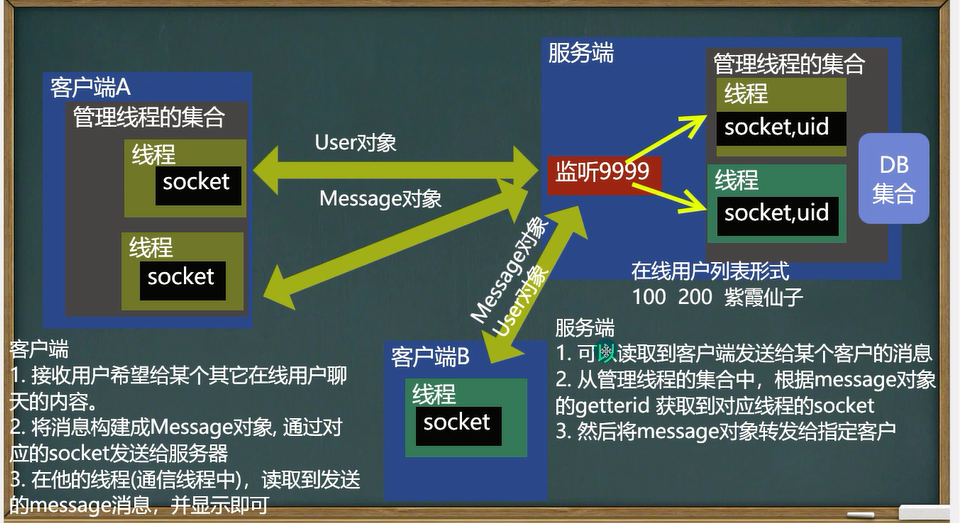 客户端A
管理线程的集合
线程
socket
线程
socket
User对象
Message对象
Message对象
User对象
服务端
监听9999
管理线程的集合
线程
socket,uid
线程
socket,uid
DB
集合
在线用户列表形式
100 200 紫霞仙子
客户端B
线程
socket
客户端
1. 接收用户希望给某个其它在线用户聊
天的内容。
2. 将消息构建成Message对象, 通过对
应的socket发送给服务器
3. 在他的线程(通信线程中)，读取到发送
的message消息，并显示即可
服务端
1. 可以读取到客户端发送给某个客户的消息
2. 从管理线程的集合中，根据message对象
的getterid 获取到对应线程的socket
3. 然后将message对象转发给指定客户